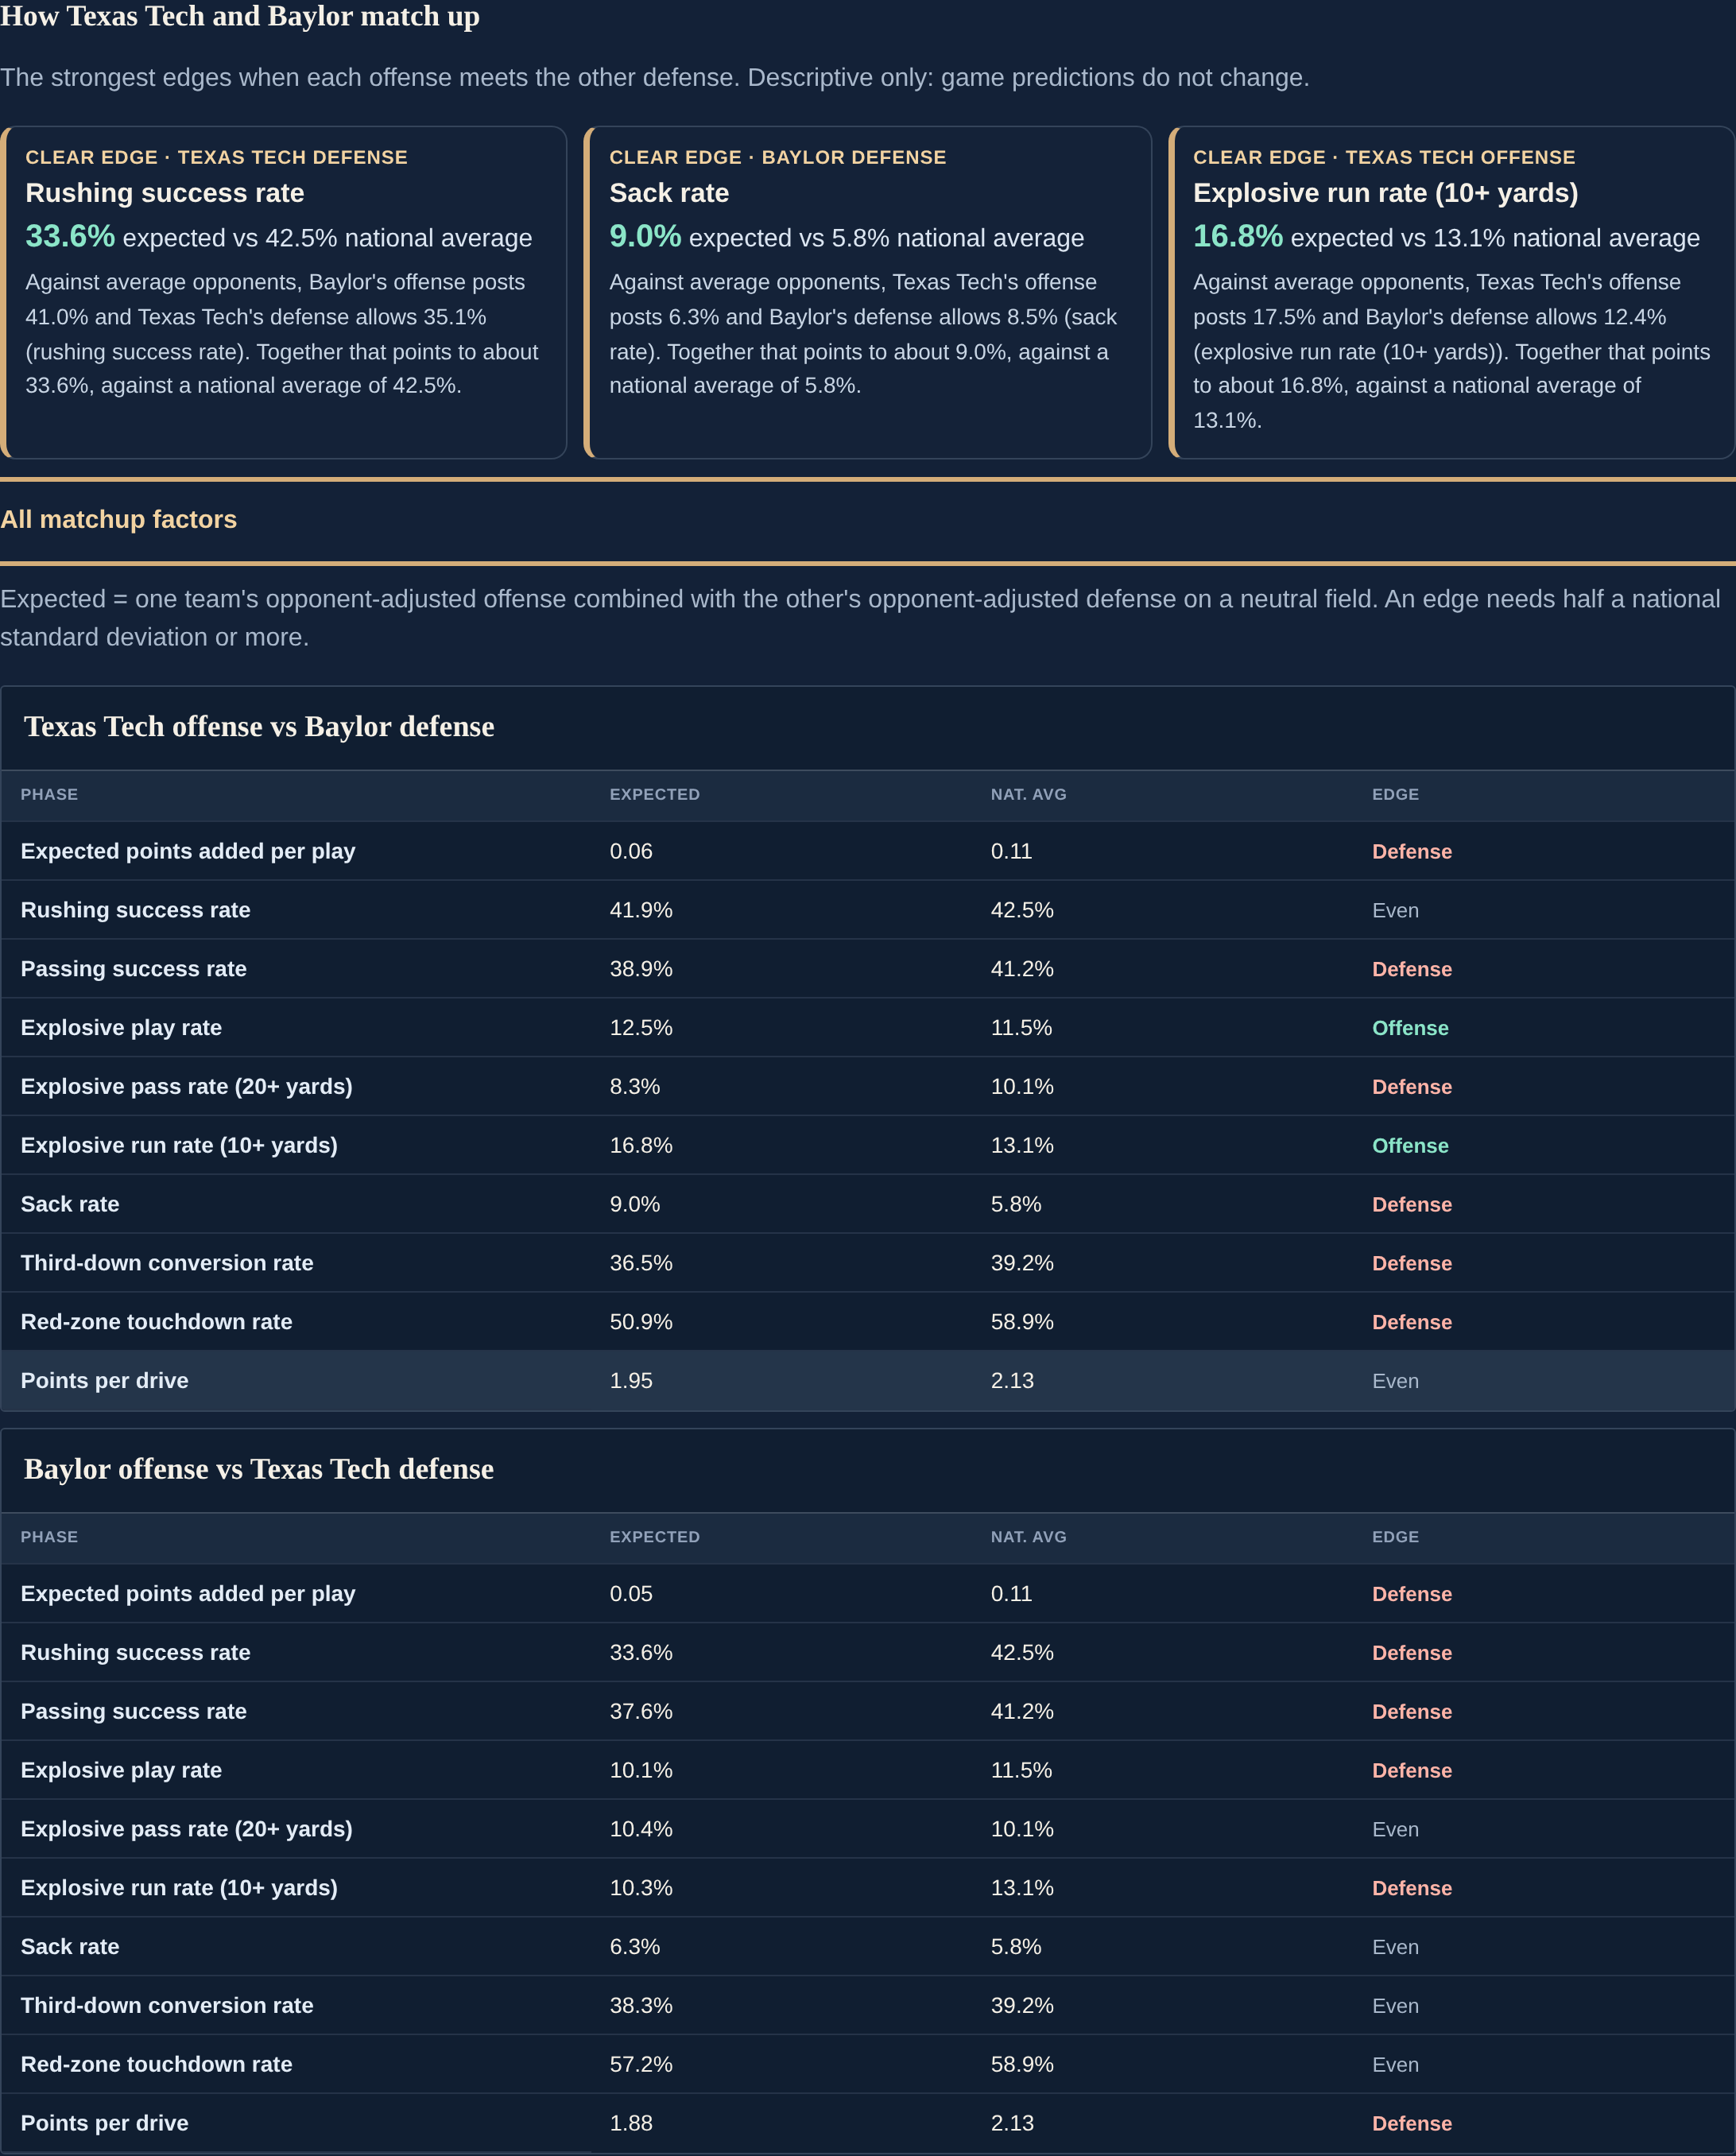 How Texas Tech and Baylor match up
The strongest edges when each offense meets the other defense. Descriptive only: game predictions do not change.
CLEAR EDGE · TEXAS TECH DEFENSE
Rushing success rate
33.6% expected vs 42.5% national average
Against average opponents, Baylor's offense posts
41.0% and Texas Tech's defense allows 35.1%
(rushing success rate). Together that points to about
33.6%, against a national average of 42.5%.
CLEAR EDGE · BAYLOR DEFENSE
Sack rate
9.0% expected vs 5.8% national average
Against average opponents, Texas Tech's offense
posts 6.3% and Baylor's defense allows 8.5% (sack
rate). Together that points to about 9.0%, against a
national average of 5.8%.
CLEAR EDGE · TEXAS TECH OFFENSE
Explosive run rate (10+ yards)
16.8% expected vs 13.1% national average
Against average opponents, Texas Tech's offense
posts 17.5% and Baylor's defense allows 12.4%
(explosive run rate (10+ yards)). Together that points
to about 16.8%, against a national average of
13.1%.
All matchup factors
Expected = one team's opponent-adjusted offense combined with the other's opponent-adjusted defense on a neutral field. An edge needs half a national
standard deviation or more.
Texas Tech offense vs Baylor defense
PHASE EXPECTED NAT. AVG EDGE
Expected points added per play 0.06 0.11 Defense
Rushing success rate 41.9% 42.5% Even
Passing success rate 38.9% 41.2% Defense
Explosive play rate 12.5% 11.5% Offense
Explosive pass rate (20+ yards) 8.3% 10.1% Defense
Explosive run rate (10+ yards) 16.8% 13.1% Offense
Sack rate 9.0% 5.8% Defense
Third-down conversion rate 36.5% 39.2% Defense
Red-zone touchdown rate 50.9% 58.9% Defense
Points per drive 1.95 2.13 Even
Baylor offense vs Texas Tech defense
PHASE EXPECTED NAT. AVG EDGE
Expected points added per play 0.05 0.11 Defense
Rushing success rate 33.6% 42.5% Defense
Passing success rate 37.6% 41.2% Defense
Explosive play rate 10.1% 11.5% Defense
Explosive pass rate (20+ yards) 10.4% 10.1% Even
Explosive run rate (10+ yards) 10.3% 13.1% Defense
Sack rate 6.3% 5.8% Even
Third-down conversion rate 38.3% 39.2% Even
Red-zone touchdown rate 57.2% 58.9% Even
Points per drive 1.88 2.13 Defense